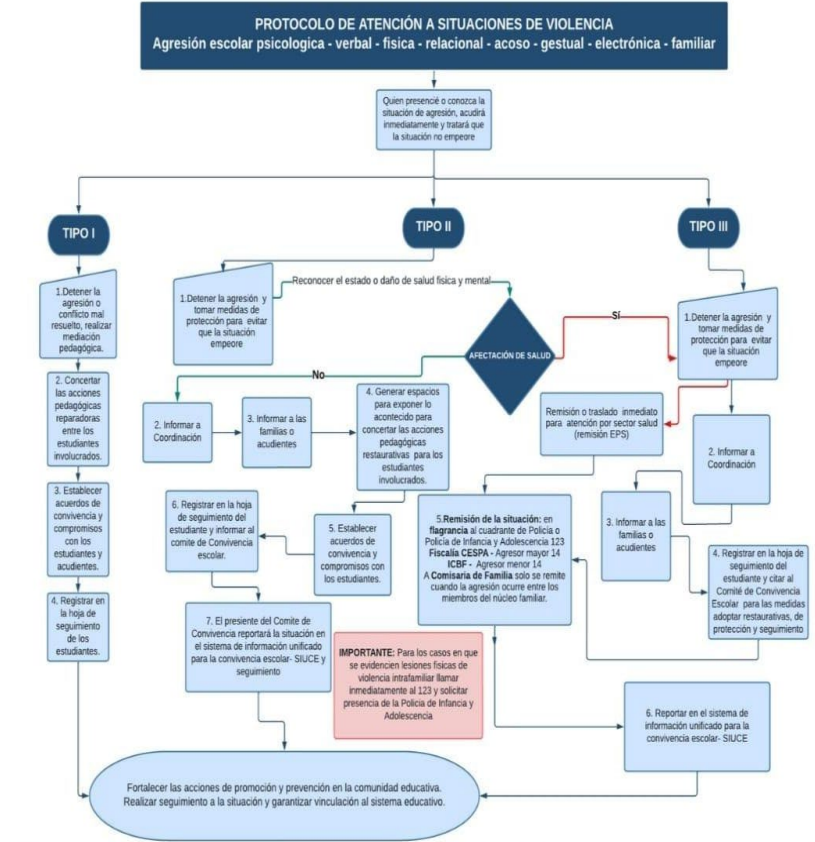 PROTOCOLO DE ATENCIÓN A SITUACIONES DE VIOLENCIA
Agresión escolar psicologica - verbal - fisica - relacional - acoso - gestual - electrónica - familiar
Quien presencié o conozca la
situación de agresión, acudirá
inmediatamente y tratará que
la situación no empeore
TIPO I
TIPO II
TIPO III
1.Detener la
agresión o
conflicto mal
resuelto, realizar
mediación
pedagógica.
2. Concertar
las acciones
pedagógicas
reparadoras
entre los
estudiantes
involucrados.
3. Establecer
acuerdos de
convivencia y
compromisos
con los
estudiantes y
acudientes.
4. Registrar en
la hoja de
seguimiento
de los
estudiantes.
1.Detener la agresión y
tomar medidas de
protección para evitar
que la situación
empeore
Reconocer el estado o daño de salud fisica y mental
AFECTACIÓN DE SALUD
No
Sí
2. Informar a
Coordinación
3. Informar a las
familias o
acudientes
4. Generar espacios
para exponer lo
acontecido para
concertar las acciones
pedagógicas
restaurativas para los
estudiantes
involucrados.
5. Establecer
acuerdos de
convivencia y
compromisos con
los estudiantes.
6. Registrar en la hoja
de seguimiento del
estudiante y informar al
comite de Convivencia
escolar.
7. El presente del Comite de
Convivencia reportará la situación en
el sistema de información unificado
para la convivencia escolar- SIUCE y
seguimiento
IMPORTANTE: Para los casos en que
se evidencien lesiones fisicas de
violencia intrafamiliar llamar
inmediatamente al 123 y solicitar
presencia de la Policia de Infancia y
Adolescencia
1.Detener la agresión y
tomar medidas de
protección para evitar
que la situación
empeore
Remisión o traslado inmediato
para atención por sector salud
(remisión EPS)
2. Informar a
Coordinación
3. Informar a las
familias o
acudientes
4. Registrar en la hoja de
seguimiento del
estudiante y citar al
Comité de Convivencia
Escolar para las medidas
adoptar restaurativas, de
protección y seguimiento
5.Remisión de la situación: en
flagrancia al cuadrante de Policía o
Policía de Infancia y Adolescencia 123
Fiscalía CESPA - Agresor mayor 14
ICBF - Agresor menor 14
A Comisaria de Familia solo se remite
cuando la agresión ocurre entre los
miembros del núcleo familiar.
6. Reportar en el sistema de
información unificado para la
convivencia escolar- SIUCE
Fortalecer las acciones de promoción y prevención en la comunidad educativa.
Realizar seguimiento a la situación y garantizar vinculación al sistema educativo.